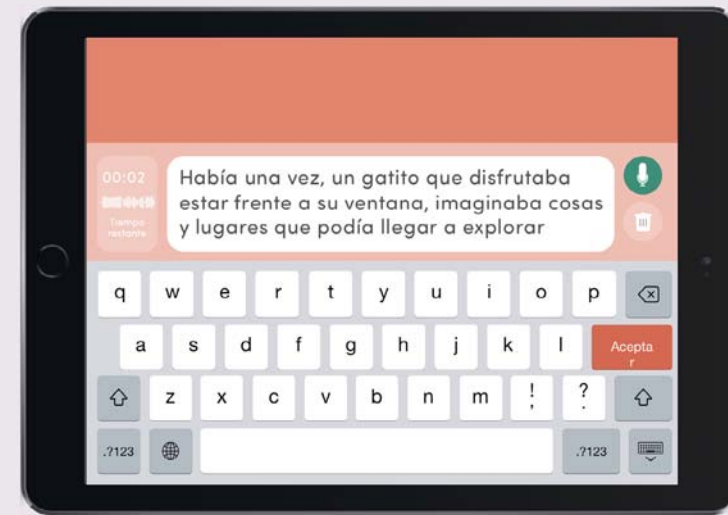 00:02
Tiempo
restante
Había una vez, un gatito que disfrutaba
estar frente a su ventana, imaginaba cosas
y lugares que podía llegar a explorar
q w e r t y u i o p
a s d f g h j k l Acepta
r
z x c v b n m ! , ? .
.?123 .?123